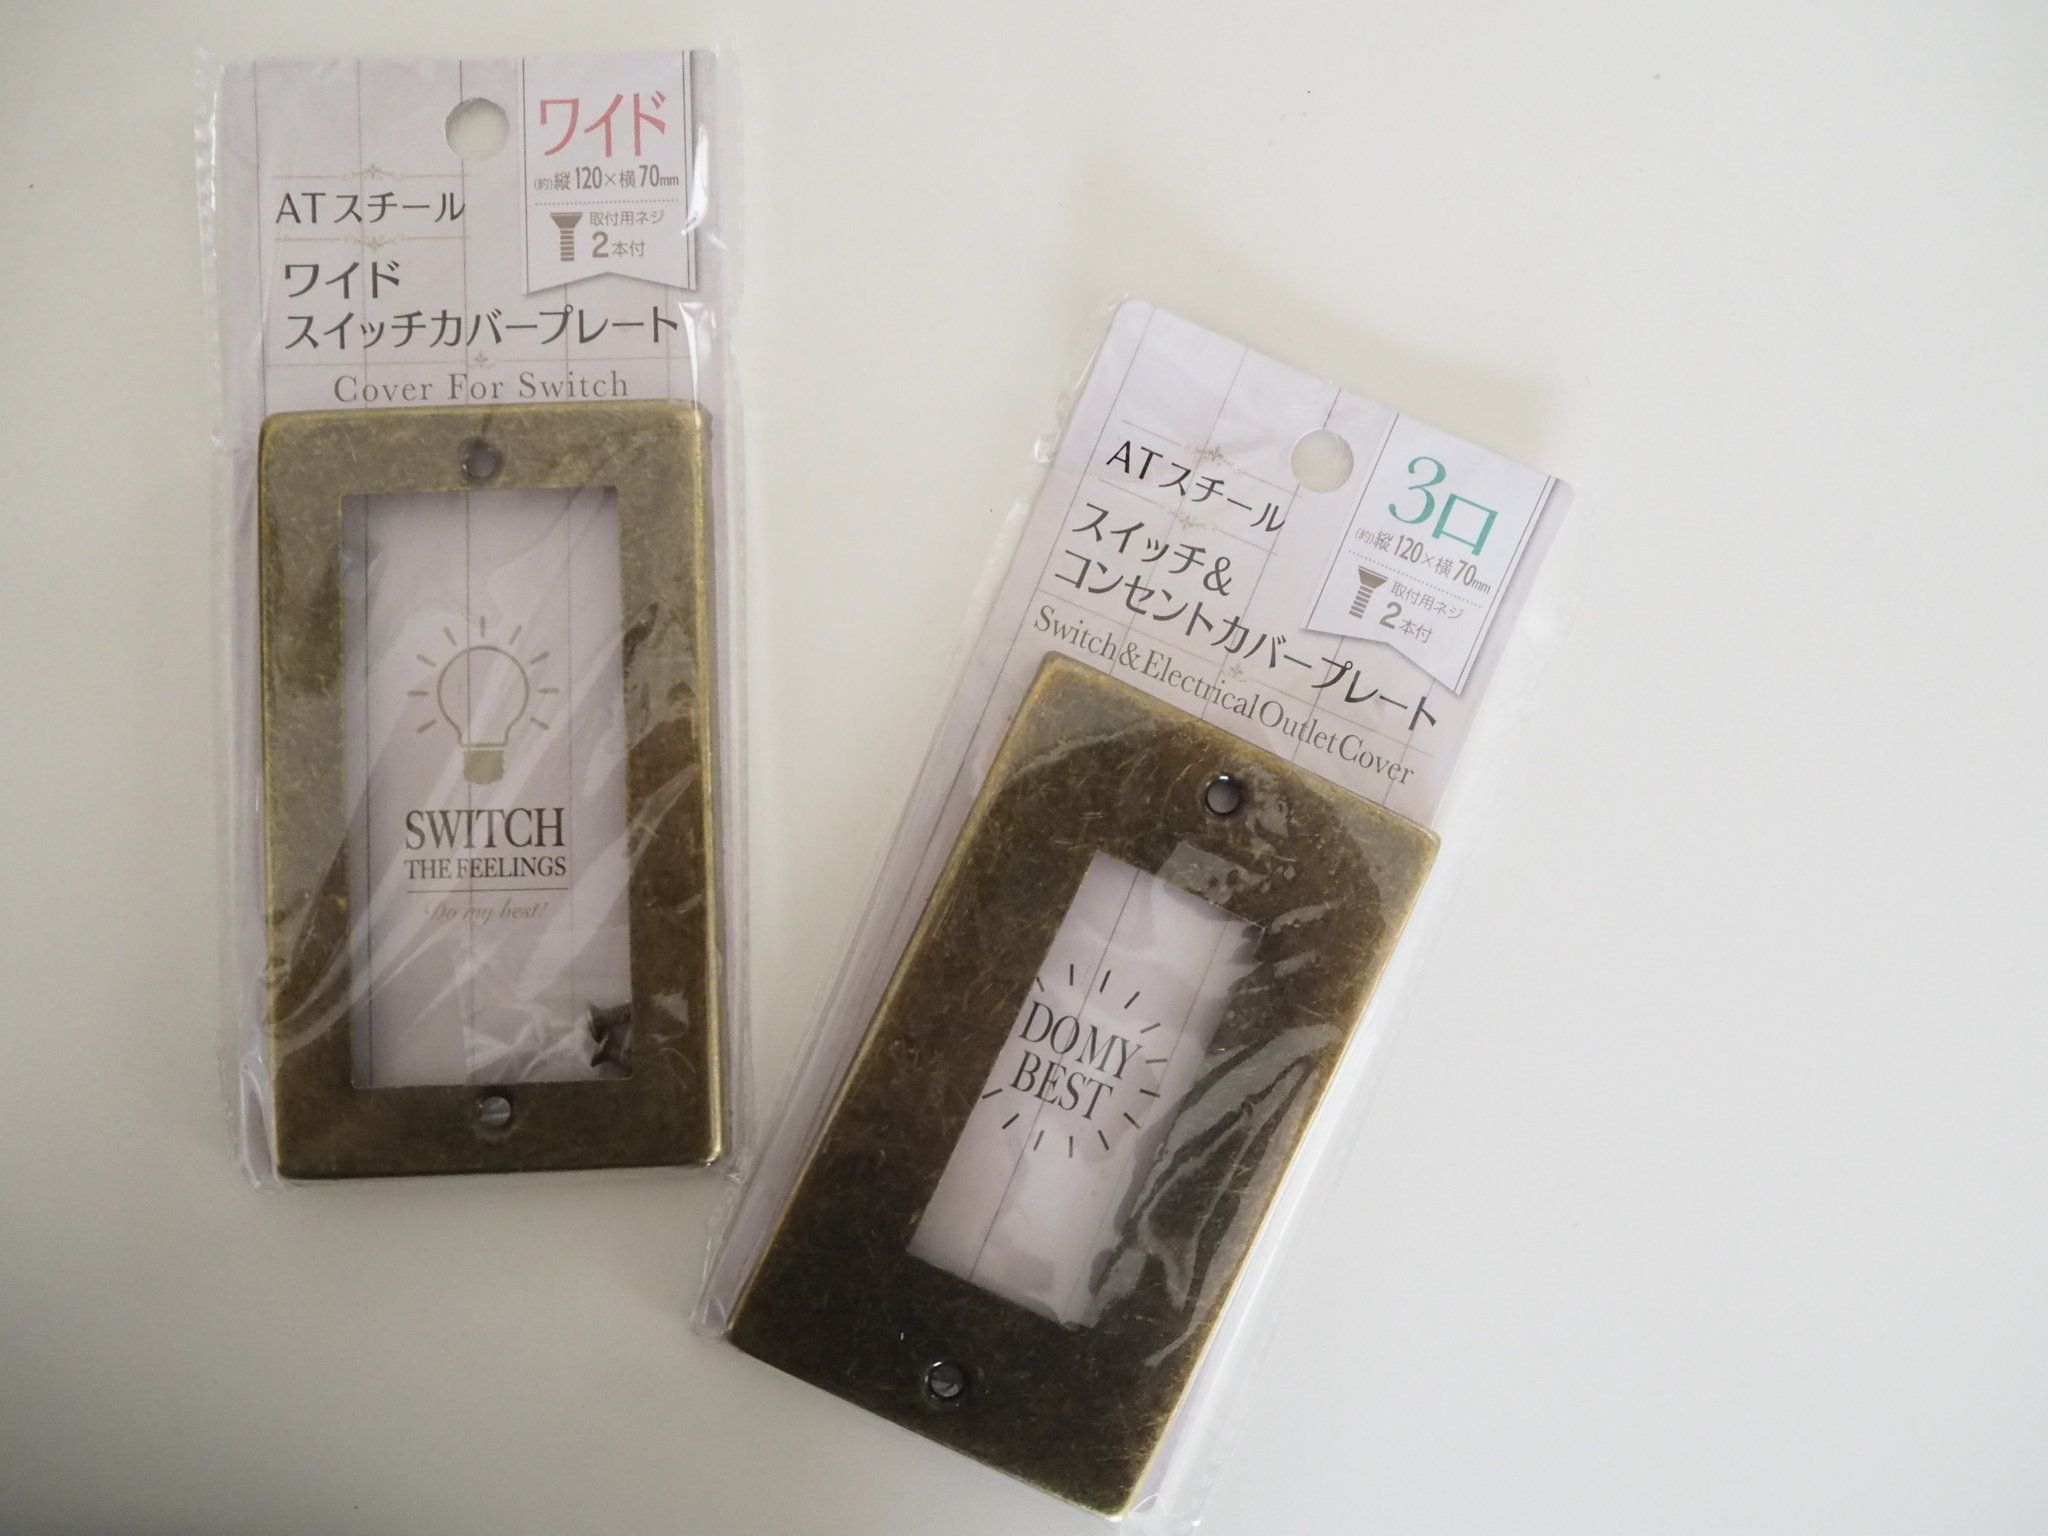 ワイド
(約)縦120×横70mm
取付用ネジ
2本付
ATスチール
ワイド
スイッチカバープレート
Cover For Switch
SWITCH
THE FEELINGS
Do my best!
3口
(約)縦120×横70mm
取付用ネジ
2本付
ATスチール
スイッチ&
コンセントカバープレート
Switch&Electrical Outlet Cover
DO MY
BEST